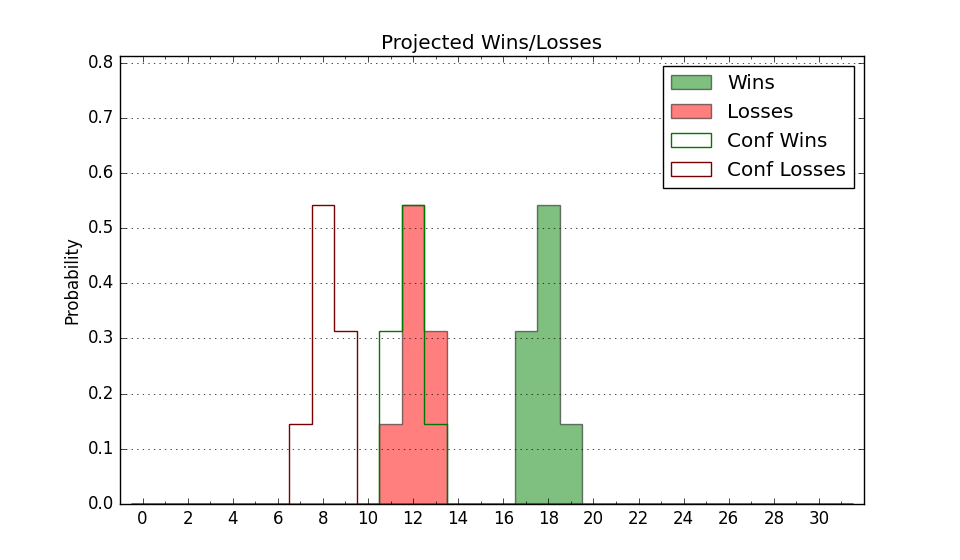 Projected Wins/Losses
0.8
0.7
0.6
0.5
0.4
0.3
0.2
0.1
0.0
Probability
Wins
Losses
Conf Wins
Conf Losses
0 2 4 6 8 10 12 14 16 18 20 22 24 26 28 30